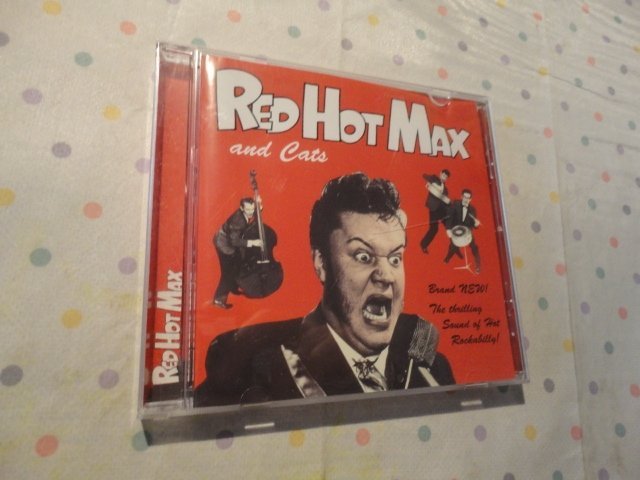 RED HOT MAX
and Cats
Brand NEW!
The thrilling
Sound of Hot
Rockabilly!
RED HOT MAX